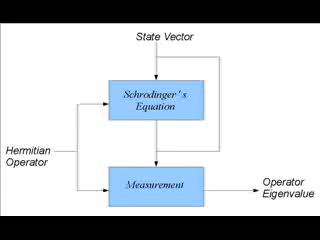 State Vector
Schrodinger's
Equation
Hermitian
Operator
Measurement
Operator
Eigenvalue